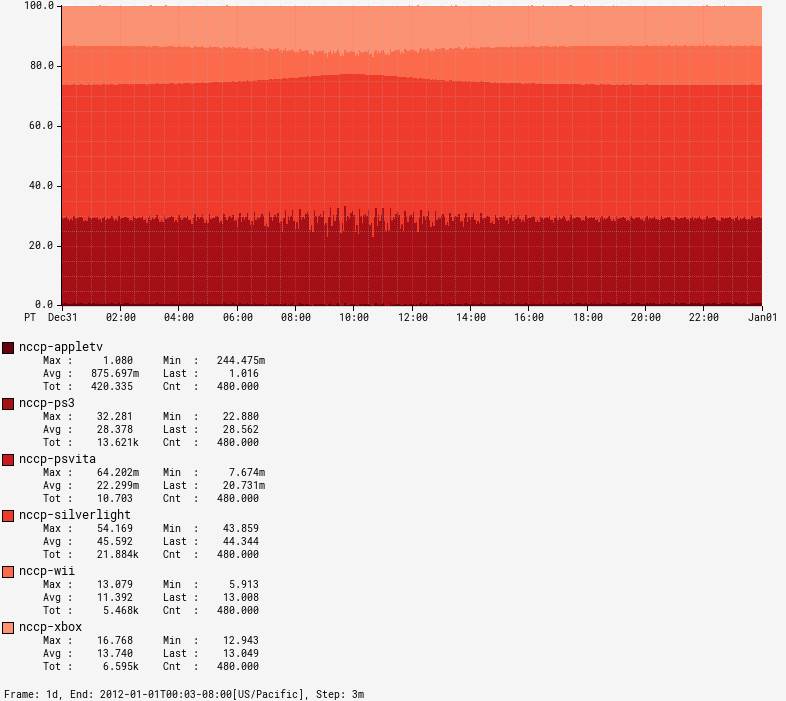 100.0
80.0
60.0
40.0
20.0
0.0
PT Dec31 02:00 04:00 06:00 08:00 10:00 12:00 14:00 16:00 18:00 20:00 22:00 Jan01
nccp-appletv
Max : 1.080 Min : 244.475m
Avg : 875.697m Last : 1.016
Tot : 420.335 Cnt : 480.000
nccp-ps3
Max : 32.281 Min : 22.880
Avg : 28.378 Last : 28.562
Tot : 13.621k Cnt : 480.000
nccp-psvita
Max : 64.202m Min : 7.674m
Avg : 22.299m Last : 20.731m
Tot : 10.703 Cnt : 480.000
nccp-silverlight
Max : 54.169 Min : 43.859
Avg : 45.592 Last : 44.344
Tot : 21.884k Cnt : 480.000
nccp-wii
Max : 13.079 Min : 5.913
Avg : 11.392 Last : 13.008
Tot : 5.468k Cnt : 480.000
nccp-xbox
Max : 16.768 Min : 12.943
Avg : 13.740 Last : 13.049
Tot : 6.595k Cnt : 480.000
Frame: 1d, End: 2012-01-01T00:03-08:00[US/Pacific], Step: 3m